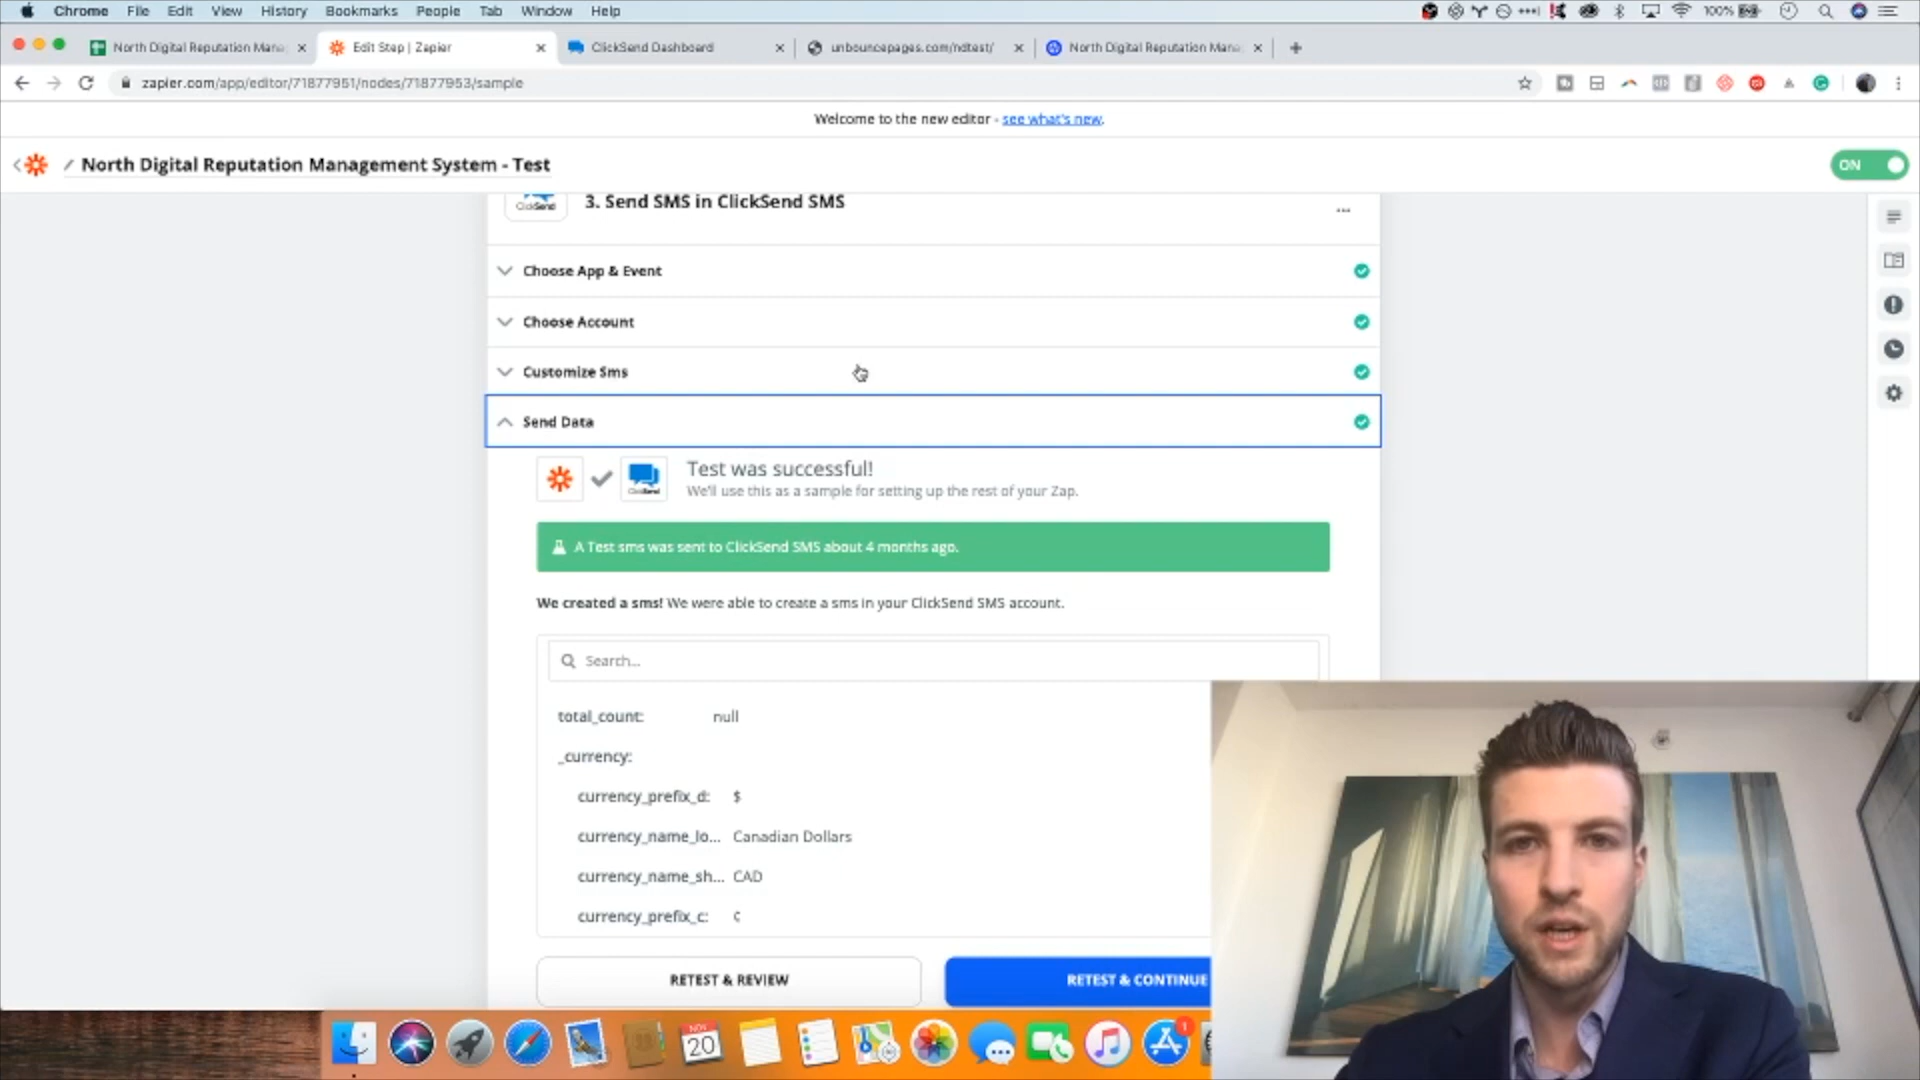 Chrome File Edit View History Bookmarks People Tab Window Help
100%
North Digital Reputation Mana
Edit Step | Zapier
ClickSend Dashboard
unbouncepages.com/ndtest/
North Digital Reputation Mana
zapier.com/app/editor/71877951/nodes/71877953/sample
Welcome to the new editor - see what's new.
North Digital Reputation Management System - Test
ON
ClickSend
3. Send SMS in ClickSend SMS
...
Choose App & Event
Choose Account
Customize Sms
Send Data
ClickSend
Test was successful!
We'll use this as a sample for setting up the rest of your Zap.
A Test sms was sent to ClickSend SMS about 4 months ago.
We created a sms! We were able to create a sms in your ClickSend SMS account.
Search...
total_count: null
_currency:
currency_prefix_d: $
currency_name_lo... Canadian Dollars
currency_name_sh... CAD
currency_prefix_c: ¢
RETEST & REVIEW
RETEST & CONTINUE
NOV
20
1